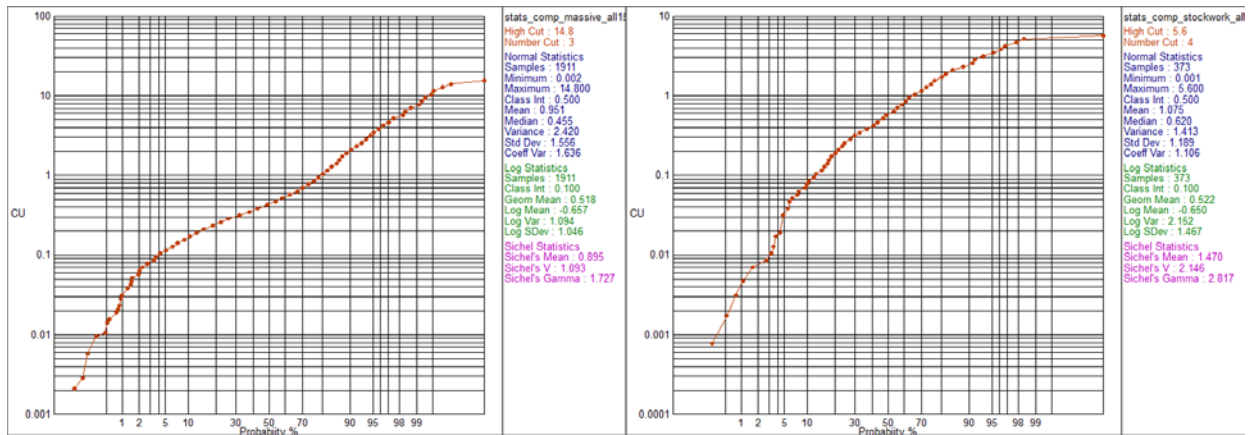 100
10
1
0.1
0.01
0.001
CU
1 2 5 10 30 50 70 90 95 98 99
Probability %
stats_comp_massive_all15
High Cut : 14.8
Number Cut : 3
Normal Statistics
Samples : 1911
Minimum : 0.002
Maximum : 14.800
Class Int : 0.500
Mean : 0.951
Median : 0.455
Variance : 2.420
Std Dev : 1.556
Coeff Var : 1.636
Log Statistics
Samples : 1911
Class Int : 0.100
Geom Mean : 0.518
Log Mean : -0.657
Log Var : 1.094
Log SDev : 1.046
Sichel Statistics
Sichel's Mean : 0.895
Sichel's V : 1.093
Sichel's Gamma : 1.727
10
1
0.1
0.01
0.001
0.0001
CU
1 2 5 10 30 50 70 90 95 98 99
Probability %
stats_comp_stockwork_all
High Cut : 5.6
Number Cut : 4
Normal Statistics
Samples : 373
Minimum : 0.001
Maximum : 5.600
Class Int : 0.500
Mean : 1.075
Median : 0.620
Variance : 1.413
Std Dev : 1.189
Coeff Var : 1.106
Log Statistics
Samples : 373
Class Int : 0.100
Geom Mean : 0.522
Log Mean : -0.650
Log Var : 2.152
Log SDev : 1.467
Sichel Statistics
Sichel's Mean : 1.470
Sichel's V : 2.146
Sichel's Gamma : 2.817